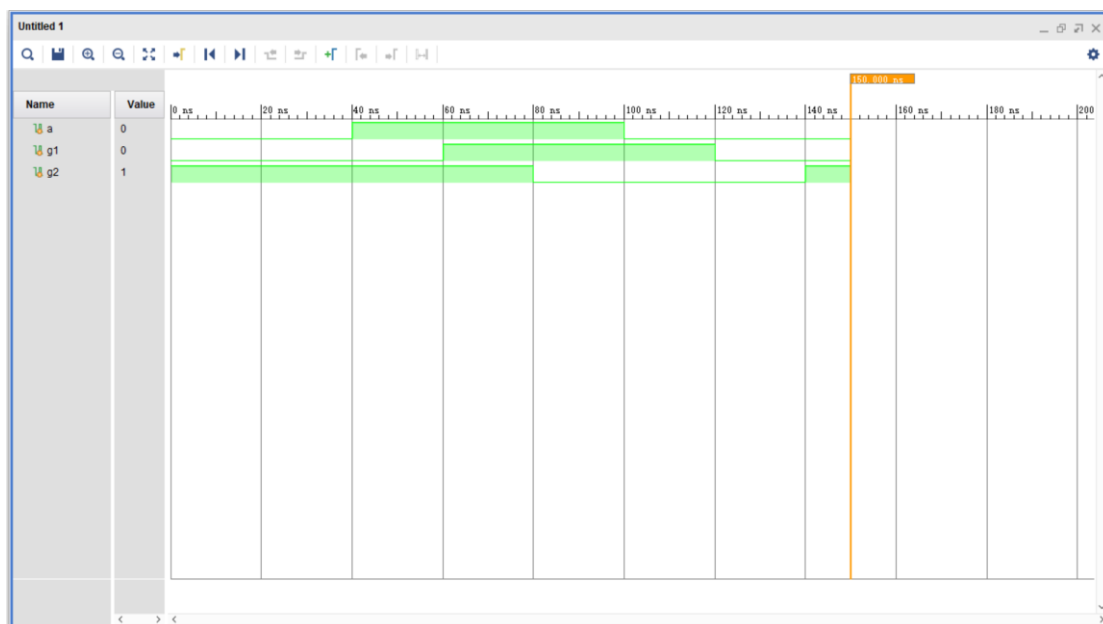 Untitled 1
150.000 ns
Name Value
0 ns 20 ns 40 ns 60 ns 80 ns 100 ns 120 ns 140 ns 160 ns 180 ns 200
a 0
g1 0
g2 1